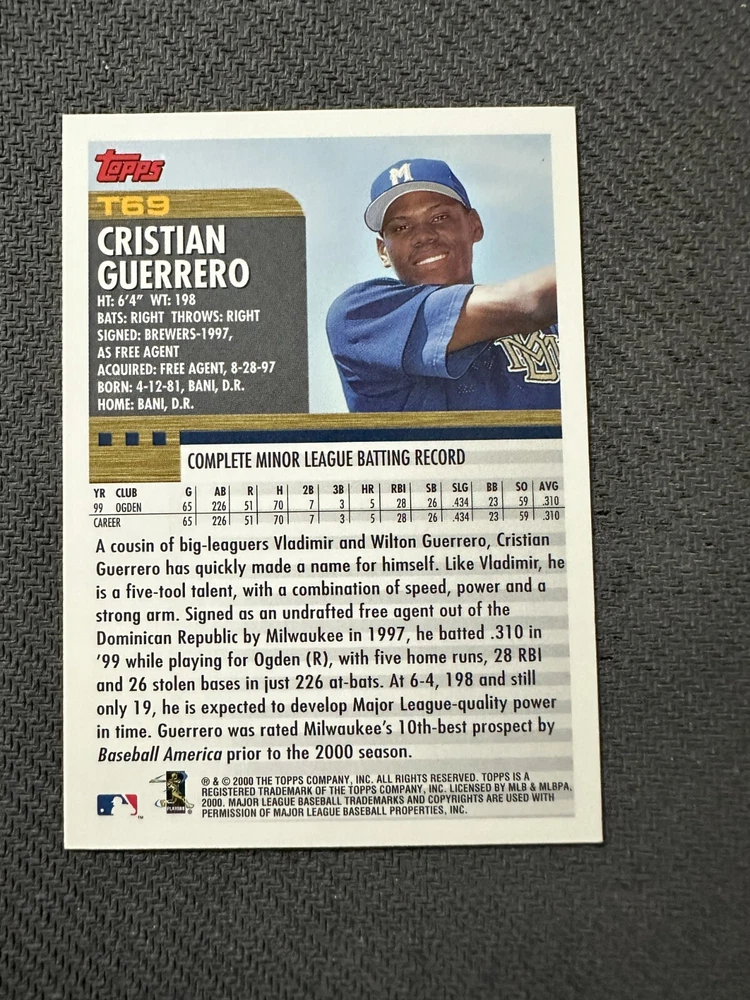 Topps
T69
CRISTIAN
GUERRERO
HT: 6'4" WT: 198
BATS: RIGHT THROWS: RIGHT
SIGNED: BREWERS-1997,
AS FREE AGENT
ACQUIRED: FREE AGENT, 8-28-97
BORN: 4-12-81, BANI, D.R.
HOME: BANI, D.R.
M
COMPLETE MINOR LEAGUE BATTING RECORD
YR CLUB G AB R H 2B 3B HR RBI SB SLG BB SO AVG
99 OGDEN 65 226 51 70 7 3 5 28 26 .434 23 59 .310
CAREER 65 226 51 70 7 3 5 28 26 .434 23 59 .310
A cousin of big-leaguers Vladimir and Wilton Guerrero, Cristian
Guerrero has quickly made a name for himself. Like Vladimir, he
is a five-tool talent, with a combination of speed, power and a
strong arm. Signed as an undrafted free agent out of the
Dominican Republic by Milwaukee in 1997, he batted .310 in
'99 while playing for Ogden (R), with five home runs, 28 RBI
and 26 stolen bases in just 226 at-bats. At 6-4, 198 and still
only 19, he is expected to develop Major League-quality power
in time. Guerrero was rated Milwaukee's 10th-best prospect by
Baseball America prior to the 2000 season.
PLAYERS
® & © 2000 THE TOPPS COMPANY, INC. ALL RIGHTS RESERVED. TOPPS IS A
REGISTERED TRADEMARK OF THE TOPPS COMPANY, INC. LICENSED BY MLB & MLBPA,
2000. MAJOR LEAGUE BASEBALL TRADEMARKS AND COPYRIGHTS ARE USED WITH
PERMISSION OF MAJOR LEAGUE BASEBALL PROPERTIES, INC.